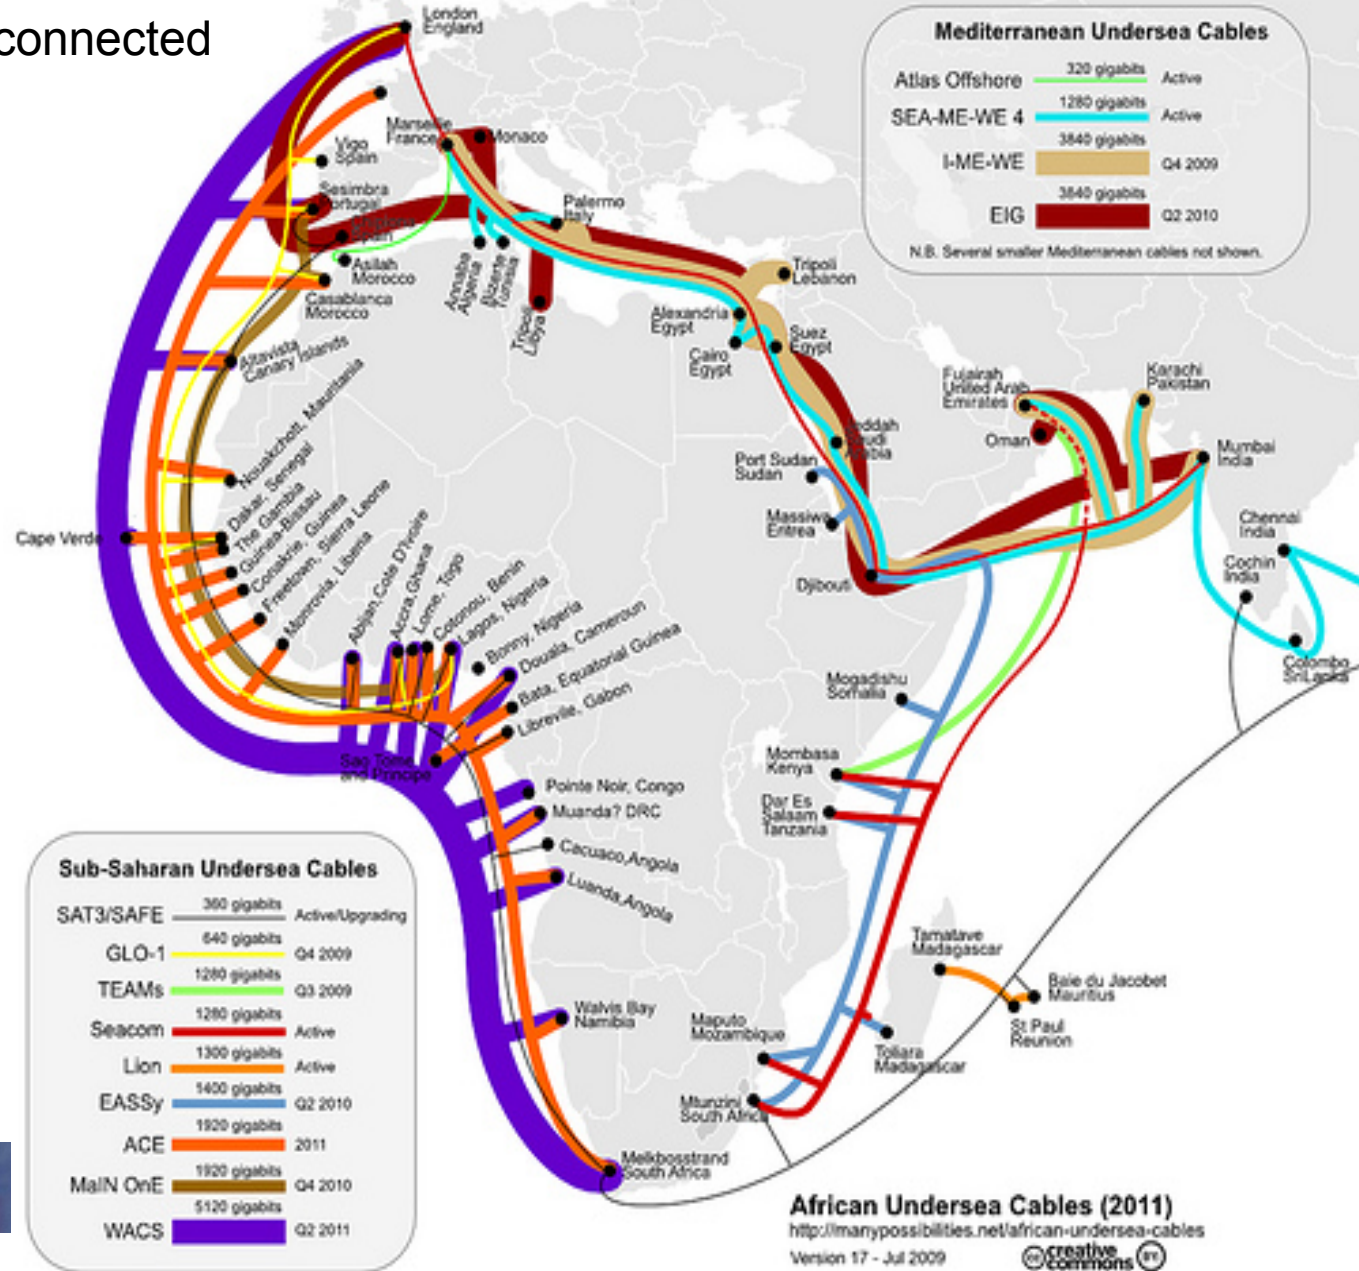 connected
London
England
Mediterranean Undersea Cables
Atlas Offshore 320 gigabits Active
SEA-ME-WE 4 1280 gigabits Active
I-ME-WE 3840 gigabits Q4 2009
EIG 3840 gigabits Q2 2010
N.B. Several smaller Mediterranean cables not shown.
Marseille
France
Monaco
Vigo
Spain
Sesimbra
Portugal
Spain
Palermo
Italy
Asilah
Morocco
Casablanca
Morocco
Annaba
Algeria
Bizerte
Tunisia
Tripoli
Libya
Tripoli
Lebanon
Alexandria
Egypt
Cairo
Egypt
Suez
Egypt
Altavista
Canary Islands
Fujairah
United Arab
Emirates
Karachi
Pakistan
Oman
Mumbai
India
Jeddah
Saudi
Arabia
Port Sudan
Sudan
Massiwa
Eritrea
Djibouti
Chennai
India
Cochin
India
Colombo
SriLanka
Nouakchott, Mauritania
Dakar, Senegal
The Gambia
Guinea-Bissau
Conakrie, Guinea
Freetown, Sierra Leone
Monrovia, Liberia
Cape Verde
Abijan,Cote D'Ivoire
Accra,Ghana
Lome, Togo
Cotonou, Benin
Lagos, Nigeria
Bonny, Nigeria
Douala, Cameroun
Bata, Equatorial Guinea
Librevile, Gabon
Sao Tome
and Principe
Pointe Noir, Congo
Muanda? DRC
Cacuaco,Angola
Luanda,Angola
Mogadishu
Somalia
Mombasa
Kenya
Dar Es
Salaam
Tanzania
Tamatave
Madagascar
Baie du Jacobet
Mauritius
St Paul
Reunion
Toliara
Madagascar
Maputo
Mozambique
Mtunzini
South Africa
Walvis Bay
Namibia
Melkbosstrand
South Africa
Sub-Saharan Undersea Cables
SAT3/SAFE 360 gigabits Active/Upgrading
GLO-1 640 gigabits Q4 2009
TEAMs 1280 gigabits Q3 2009
Seacom 1280 gigabits Active
Lion 1300 gigabits Active
EASSy 1400 gigabits Q2 2010
ACE 1920 gigabits 2011
MaIN OnE 1920 gigabits Q4 2010
WACS 5120 gigabits Q2 2011
African Undersea Cables (2011)
http://manypossibilities.net/african-undersea-cables
Version 17 - Jul 2009
cc creative
commons BY